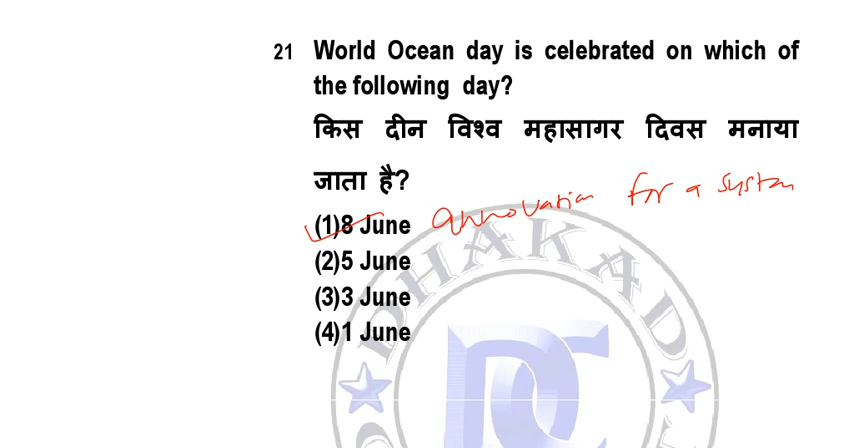 21 World Ocean day is celebrated on which of
the following day?
किस दीन विश्व महासागर दिवस मनाया
जाता है?
for a system
(1)8 June
(2)5 June
(3)3 June
(4)1 June
DHAKAD
DC